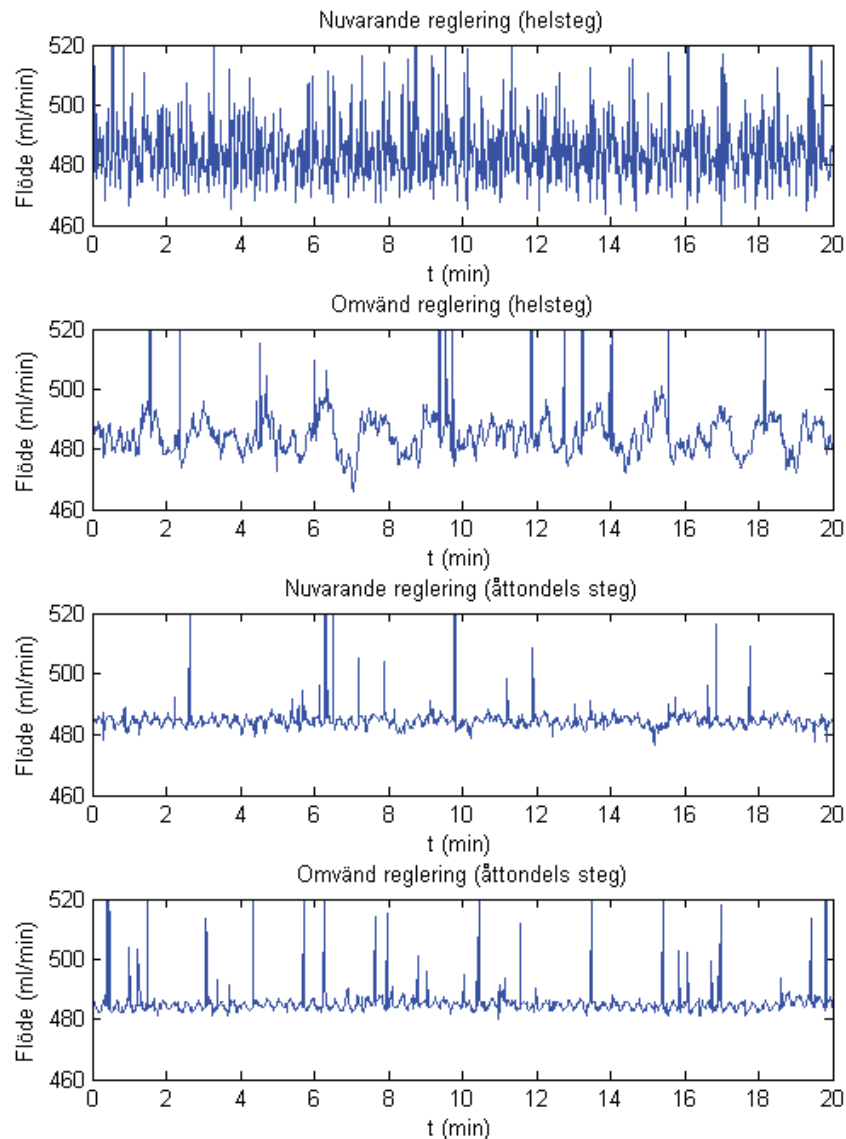 Nuvarande reglering (helsteg)
520
500
480
460
Flöde (ml/min)
0 2 4 6 8 10 12 14 16 18 20
t (min)
Omvänd reglering (helsteg)
520
500
480
460
Flöde (ml/min)
0 2 4 6 8 10 12 14 16 18 20
t (min)
Nuvarande reglering (åttondels steg)
520
500
480
460
Flöde (ml/min)
0 2 4 6 8 10 12 14 16 18 20
t (min)
Omvänd reglering (åttondels steg)
520
500
480
460
Flöde (ml/min)
0 2 4 6 8 10 12 14 16 18 20
t (min)